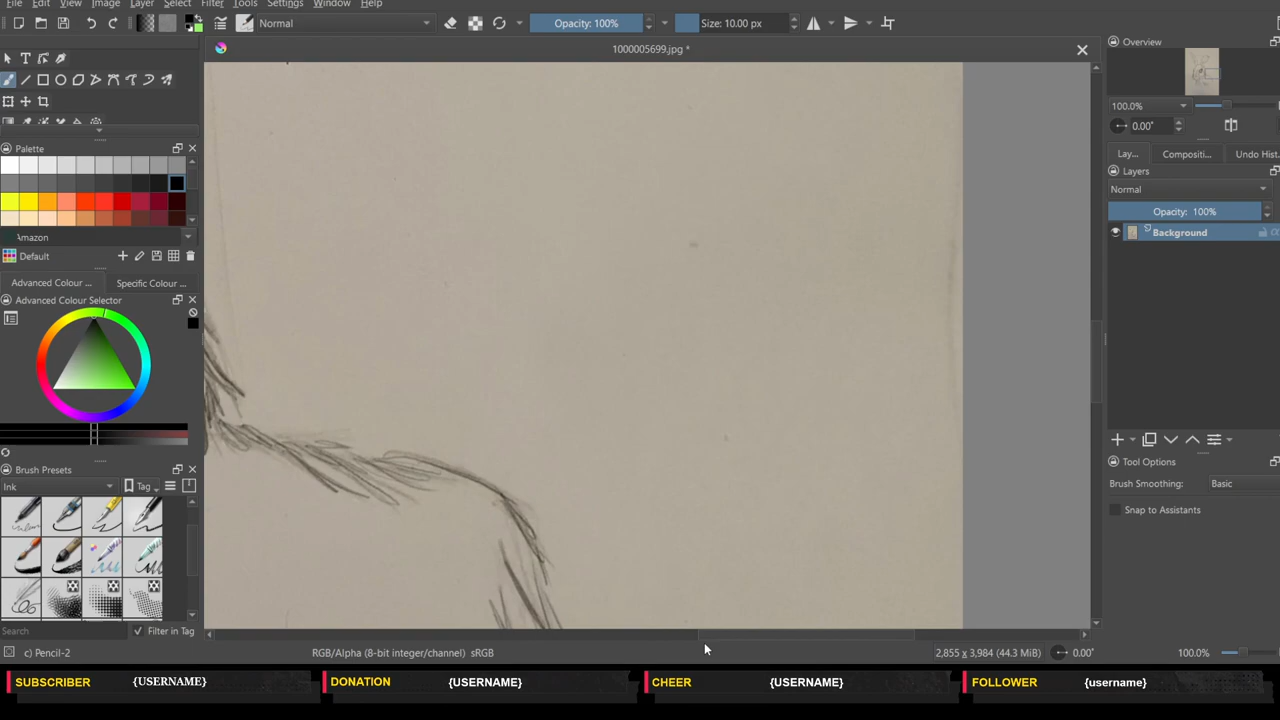 File Edit View Image Layer Select Filter Tools Settings Window Help
Normal
Opacity: 100%
Size: 10.00 px
1000005699.jpg *
Palette
Amazon
Default
Advanced Colour ...
Specific Colour ...
Advanced Colour Selector
Brush Presets
Ink
Tag
Search
Filter in Tag
c) Pencil-2
RGB/Alpha (8-bit integer/channel) sRGB
2,855 x 3,984 (44.3 MiB)
0.00°
100.0%
Overview
100.0%
0.00°
Lay...
Compositi...
Undo Hist...
Layers
Normal
Opacity: 100%
Background
Tool Options
Brush Smoothing:
Basic
Snap to Assistants
SUBSCRIBER {USERNAME}
DONATION {USERNAME}
CHEER {USERNAME}
FOLLOWER {username}